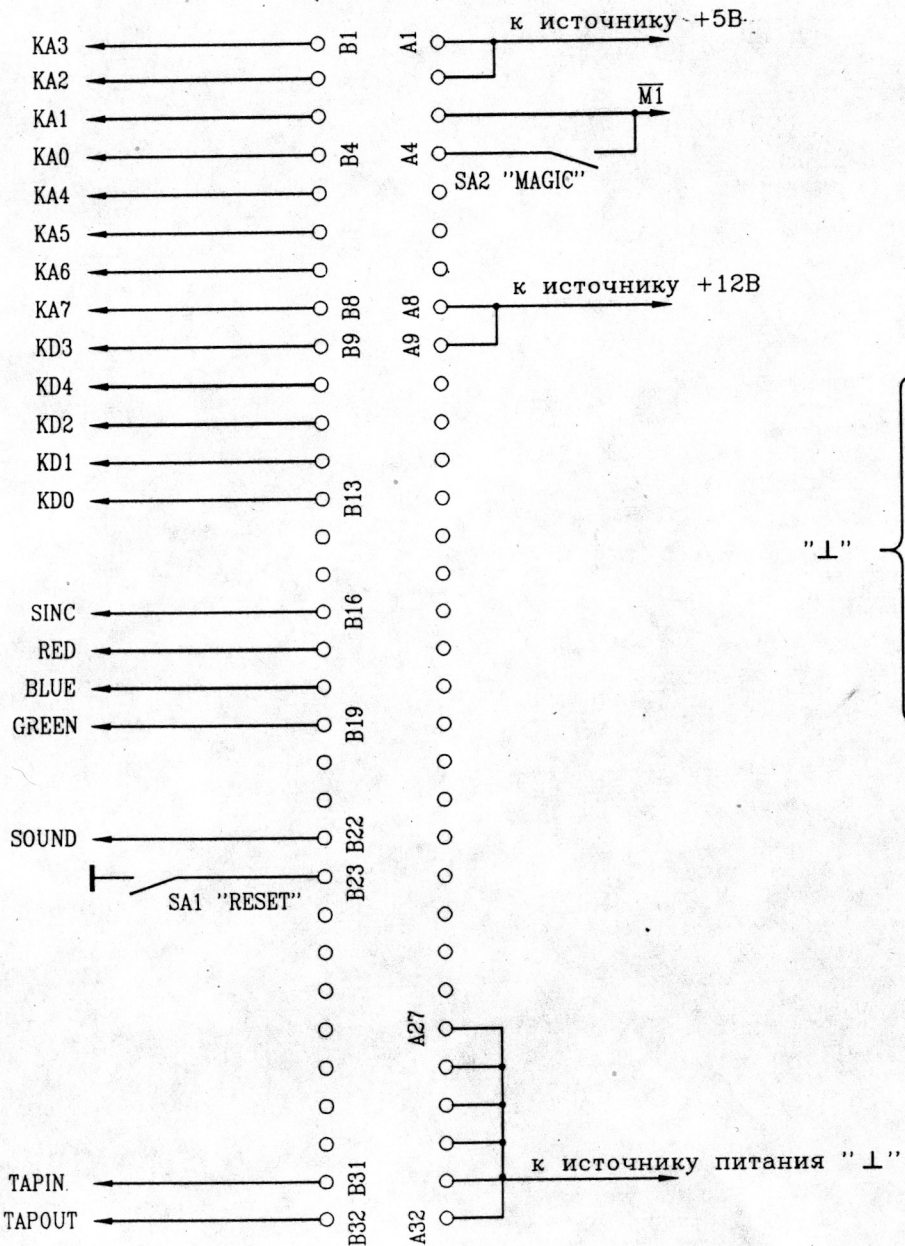 к источнику +5В
KA3 B1 A1
KA2
KA1 M1
KA0 B4 A4
SA2 "MAGIC"
KA4
KA5
KA6
KA7 B8 A8 к источнику +12В
KD3 B9 A9
KD4
KD2
KD1
KD0 B13
"⊥"
SINC B16
RED
BLUE
GREEN B19
SOUND B22
B23
SA1 "RESET"
A27
TAPIN B31 к источнику питания "⊥"
TAPOUT B32 A32